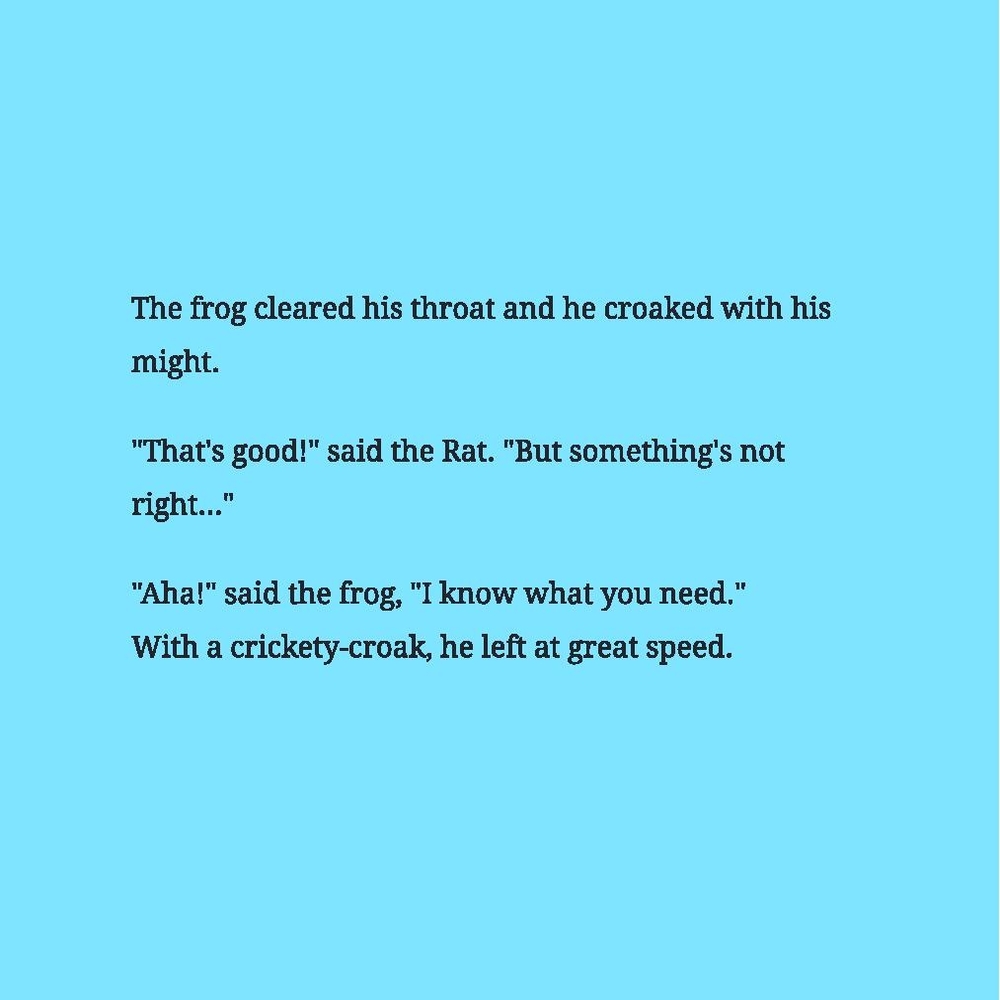 The frog cleared his throat and he croaked with his
might.
"That's good!" said the Rat. "But something's not
right..."
"Aha!" said the frog, "I know what you need."
With a crickety-croak, he left at great speed.